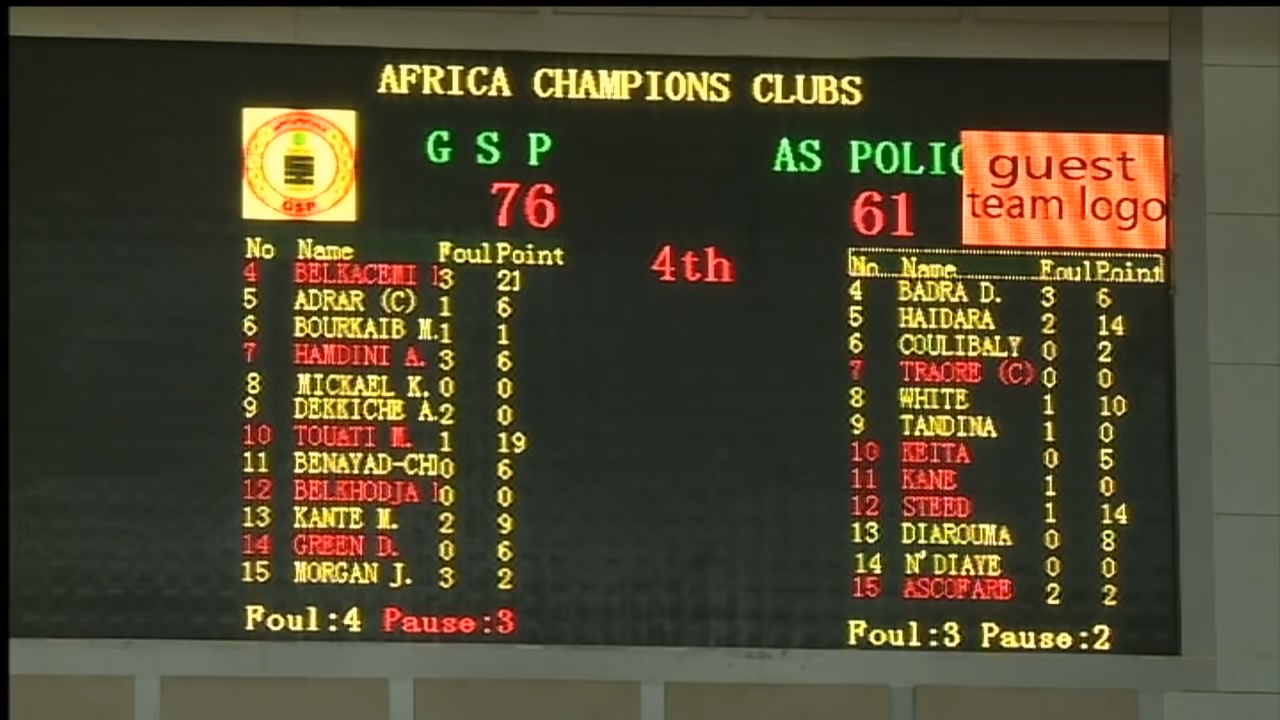 AFRICA CHAMPIONS CLUBS
GSP
G S P
76
No Name Foul Point
4 BELKACEMI 3 21
5 ADRAR (C) 1 6
6 BOURKAIB M. 1 1
7 HAMDINI A. 3 6
8 MICKAEL K. 0 0
9 DEKKICHE A. 2 0
10 TOUATI M. 1 19
11 BENAYAD-CH 0 6
12 BELKHODJA 0 0
13 KANTE M. 2 9
14 GREEN D. 0 6
15 MORGAN J. 3 2
Foul:4 Pause:3
4th
AS POLIC
61
guest
team logo
No Name Foul Point
4 BADRA D. 3 6
5 HAIDARA 2 14
6 COULIBALY 0 2
7 TRAORE (C) 0 0
8 WHITE 1 10
9 TANDINA 1 0
10 KEITA 0 5
11 KANE 1 0
12 STEED 1 14
13 DIAROUMA 0 8
14 N'DIAYE 0 0
15 ASCOFARE 2 2
Foul:3 Pause:2